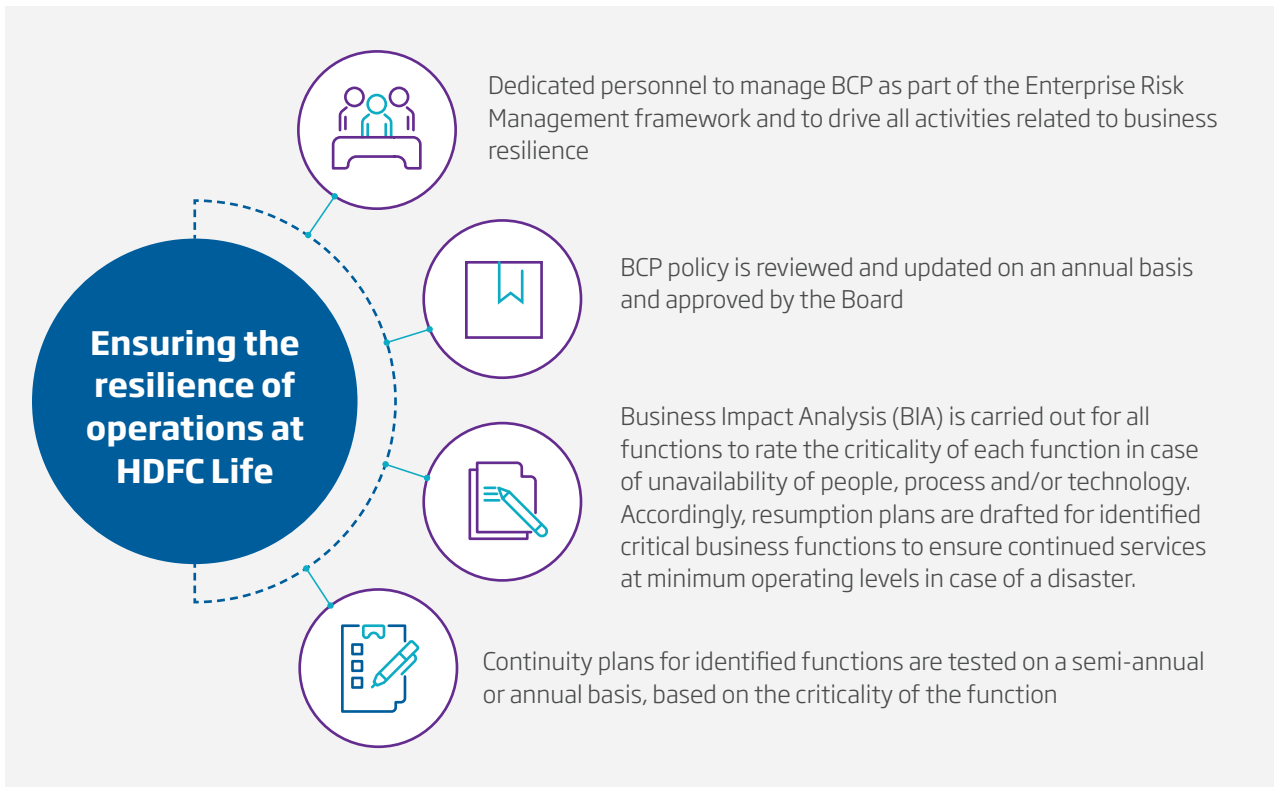 Dedicated personnel to manage BCP as part of the Enterprise Risk
Management framework and to drive all activities related to business
resilience
BCP policy is reviewed and updated on an annual basis
and approved by the Board
Ensuring the
resilience of
operations at
HDFC Life
Business Impact Analysis (BIA) is carried out for all
functions to rate the criticality of each function in case
of unavailability of people, process and/or technology.
Accordingly, resumption plans are drafted for identified
critical business functions to ensure continued services
at minimum operating levels in case of a disaster.
Continuity plans for identified functions are tested on a semi-annual
or annual basis, based on the criticality of the function